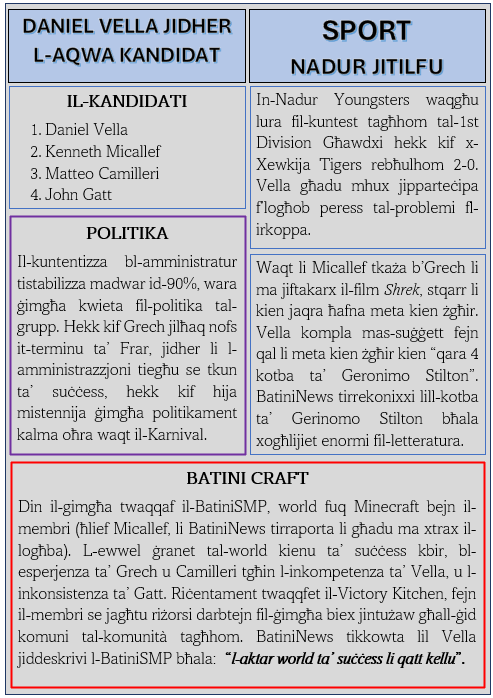 DANIEL VELLA JIDHER
L-AQWA KANDIDAT
IL-KANDIDATI
1. Daniel Vella
2. Kenneth Micallef
3. Matteo Camilleri
4. John Gatt
POLITIKA
Il-kuntentizza bl-amministratur
tistabilizza madwar id-90%, wara
ġimgħa kwieta fil-politika tal-
grupp. Hekk kif Grech jilħaq nofs
it-terminu ta’ Frar, jidher li l-
amministrazzjoni tiegħu se tkun
ta’ suċċess, hekk kif hija
mistennija ġimgħa politikament
kalma oħra waqt il-Karnival.
SPORT
NADUR JITILFU
In-Nadur Youngsters waqgħu
lura fil-kuntest tagħhom tal-1st
Division Għawdxi hekk kif x-
Xewkija Tigers rebħulhom 2-0.
Vella għadu mhux jipparteċipa
f’logħob peress tal-problemi fl-
irkoppa.
Waqt li Micallef tkaża b’Grech li
ma jiftakarx il-film Shrek, stqarr li
kien jaqra ħafna meta kien żgħir.
Vella kompla mas-suġġett fejn
qal li meta kien żgħir kien “qara 4
kotba ta’ Geronimo Stilton”.
BatiniNews tirrekonixxi lill-kotba
ta’ Gerinomo Stilton bħala
xogħlijiet enormi fil-letteratura.
BATINI CRAFT
Din il-gimgħa twaqqaf il-BatiniSMP, world fuq Minecraft bejn il-
membri (ħlief Micallef, li BatiniNews tirraporta li għadu ma xtrax il-
logħba). L-ewwel ġranet tal-world kienu ta’ suċċess kbir, bl-
esperjenza ta’ Grech u Camilleri tgħin l-inkompetenza ta’ Vella, u l-
inkonsistenza ta’ Gatt. Riċentament twaqqfet il-Victory Kitchen, fejn
il-membri se jagħtu riżorsi darbtejn fil-ġimgħa biex jintużaw għall-ġid
komuni tal-komunità tagħhom. BatiniNews tikkowta lil Vella
jiddeskrivi l-BatiniSMP bħala: “l-aktar world ta’ suċċess li qatt kellu”.